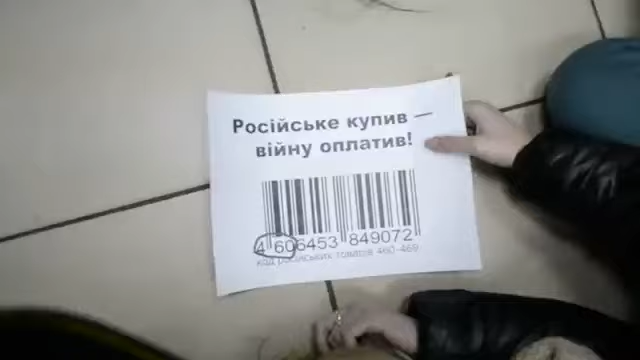 Російське купив —
війну оплатив!
4 606453 849072
код російських товарів 460-469